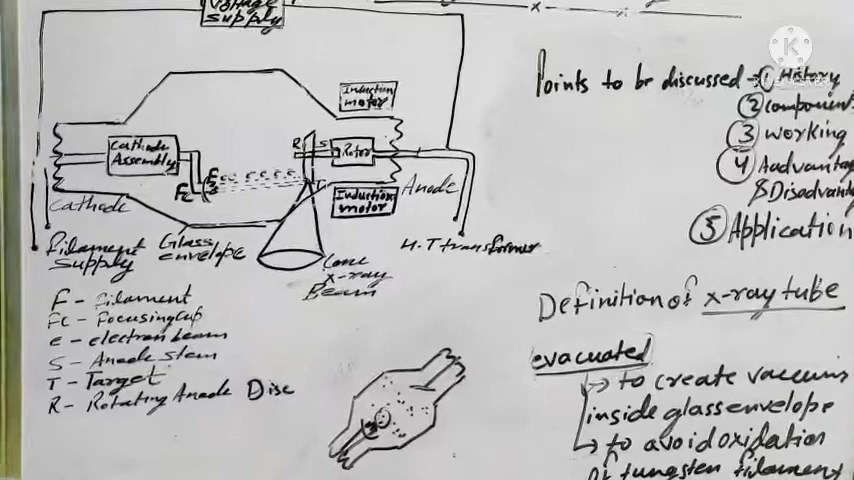 Voltage
Supply
Induction
motor
Cathode
Assembly
R
S
Rotor
e e e e e
F
FC
T
Cathode
Anode
Induction
motor
Filament
Supply
Glass
envelope
Cone
x-ray
Beam
H.T transformer
F - Filament
FC - Focusing cup
e - electron beam
S - Anode stem
T - Target
R - Rotating Anode Disc
Points to be discussed → ① History
② component
③ working
④ Aadvantag
& Disadvanta
⑤ Application
Definition of x-ray tube
evacuated
→ to create vaccum
inside glass envelope
→ to avoid oxidation
of tungsten filament
K
KINEMASTER